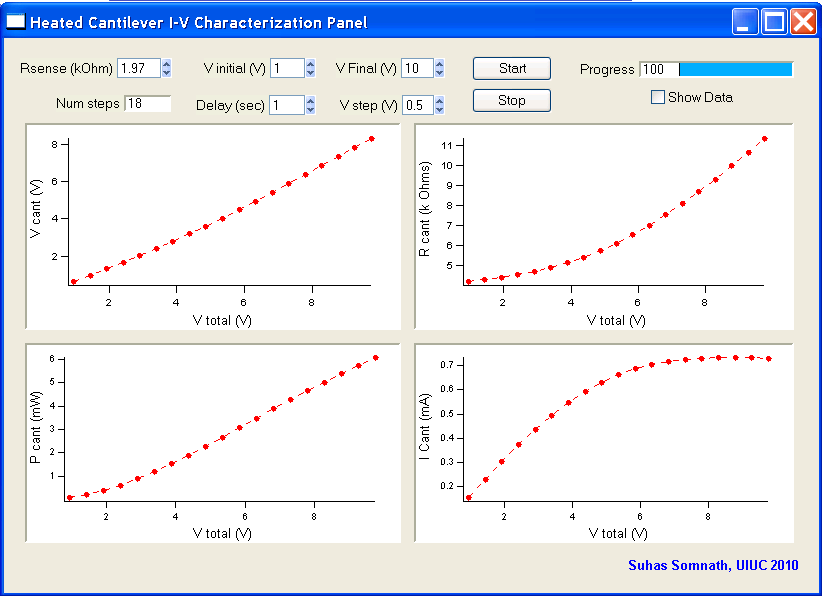 Heated Cantilever I-V Characterization Panel
Rsense (kOhm) 1.97 V initial (V) 1 V Final (V) 10 Start Progress 100
Num steps 18 Delay (sec) 1 V step (V) 0.5 Stop Show Data
8
6
4
2
V cant (V)
2 4 6 8
V total (V)
11
10
9
8
7
6
5
R cant (k Ohms)
2 4 6 8
V total (V)
6
5
4
3
2
1
P cant (mW)
2 4 6 8
V total (V)
0.7
0.6
0.5
0.4
0.3
0.2
I Cant (mA)
2 4 6 8
V total (V)
Suhas Somnath, UIUC 2010